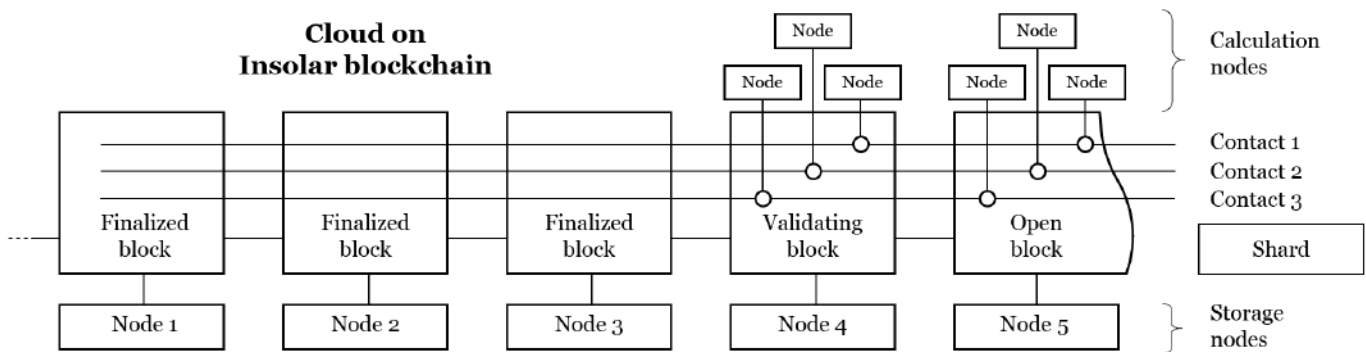 Cloud on
Insolar blockchain
Node
Node
Node
Node
Node
Node
Calculation
nodes
Contact 1
Contact 2
Contact 3
Finalized
block
Finalized
block
Finalized
block
Validating
block
Open
block
Shard
Node 1
Node 2
Node 3
Node 4
Node 5
Storage
nodes